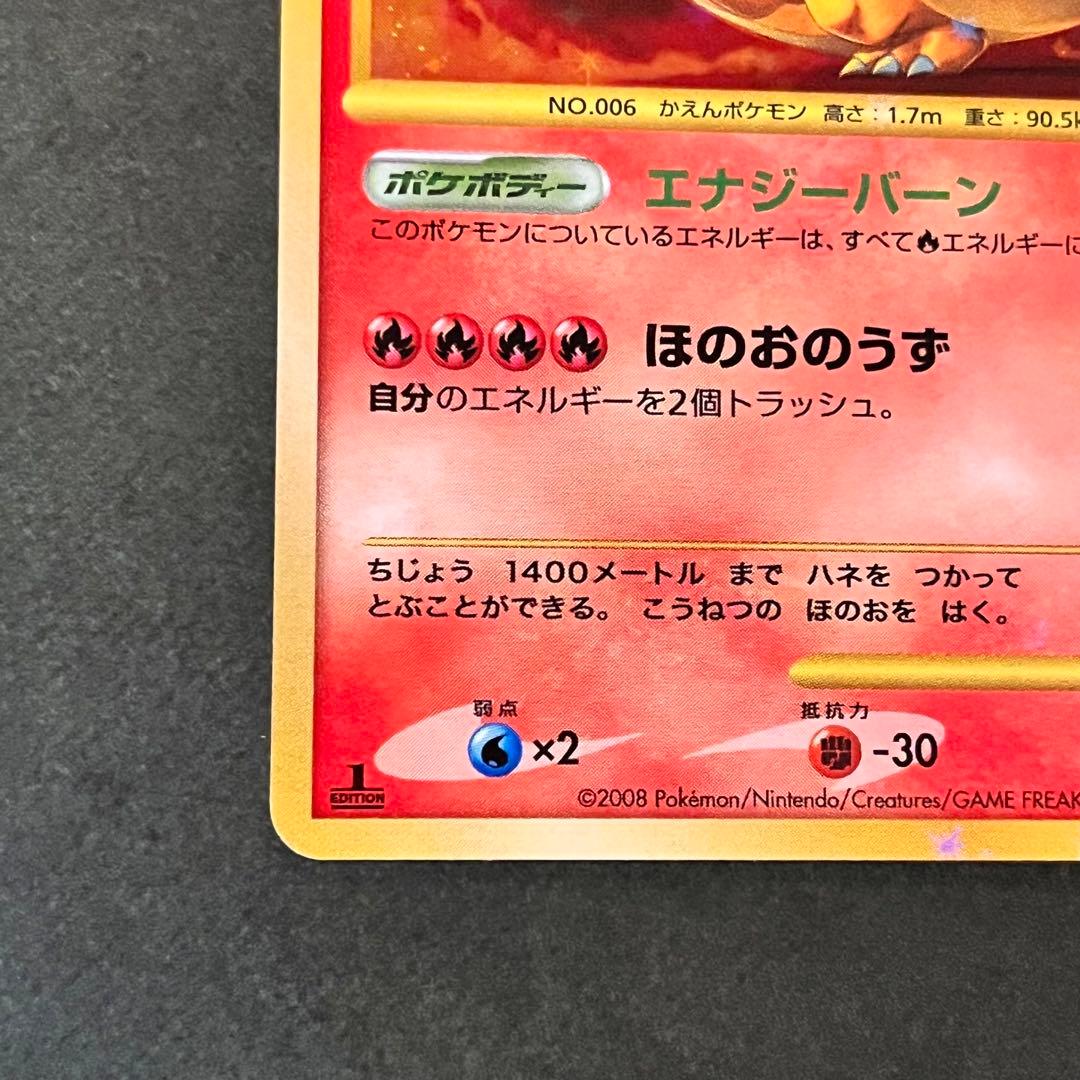 NO.006 かえんポケモン 高さ：1.7m 重さ：90.5k
ポケボディー エナジーバーン
このポケモンについているエネルギーは、すべて🔥エネルギーに
ほのおのうず
自分のエネルギーを2個トラッシュ。
ちじょう 1400メートル まで ハネを つかって
とぶことができる。 こうねつの ほのおを はく。
弱点 抵抗力
×2 -30
1
EDITION
©2008 Pokémon/Nintendo/Creatures/GAME FREAK